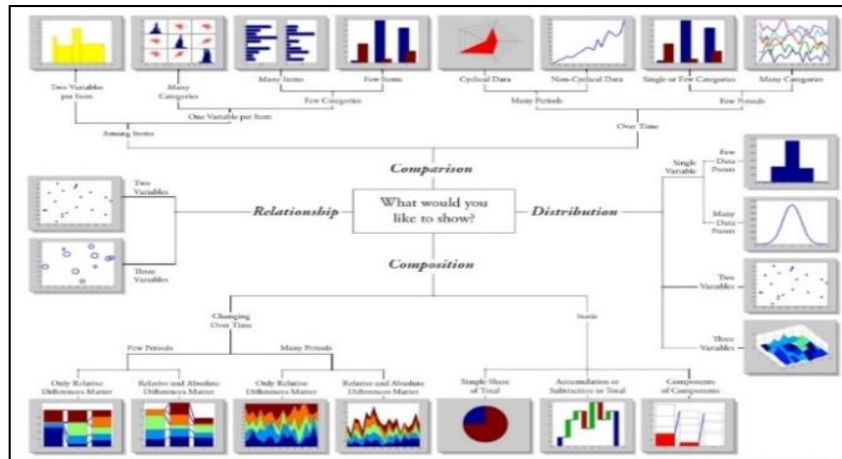 Two Variables
per Item
Many
Categories
Many Items
Few Items
Cyclical Data
Non-Cyclical Data
Single or Few Categories
Many Categories
Few Categories
Many Periods
Few Periods
One Variable per Item
Among Items
Over Time
Comparison
What would you
like to show?
Relationship
Two
Variables
Three
Variables
Distribution
Single
Variable
Few
Data
Points
Many
Data
Points
Two
Variables
Three
Variables
Composition
Changing
Over Time
Static
Few Periods
Many Periods
Only Relative
Differences Matter
Relative and Absolute
Differences Matter
Only Relative
Differences Matter
Relative and Absolute
Differences Matter
Simple Share
of Total
Accumulation or
Subtraction to Total
Components
of Components